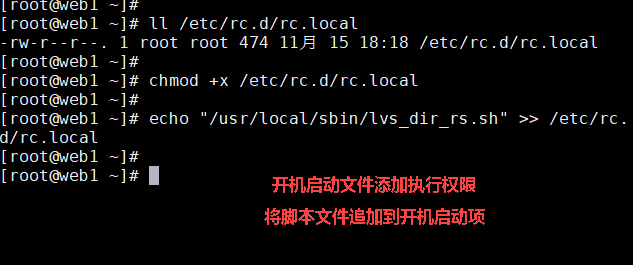 [root@web1 ~]#
[root@web1 ~]# ll /etc/rc.d/rc.local
-rw-r--r--. 1 root root 474 11月 15 18:18 /etc/rc.d/rc.local
[root@web1 ~]#
[root@web1 ~]# chmod +x /etc/rc.d/rc.local
[root@web1 ~]#
[root@web1 ~]# echo "/usr/local/sbin/lvs_dir_rs.sh" >> /etc/rc.
d/rc.local
[root@web1 ~]#
[root@web1 ~]#
开机启动文件添加执行权限
将脚本文件追加到开机启动项